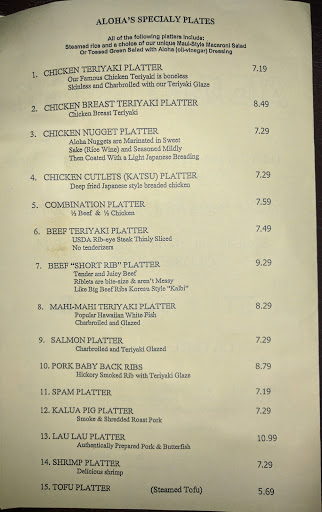 ALOHA'S SPECIALY PLATES
All of the following platters include:
Steamed rice and a choice of our unique Maui-Style Macaroni Salad
Or Tossed Green Salad with Aloha (oil-vinegar) Dressing
1. CHICKEN TERIYAKI PLATTER 7.19
Our Famous Chicken Teriyaki is boneless
Skinless and Charbroiled with our Teriyaki Glaze
2. CHICKEN BREAST TERIYAKI PLATTER 8.49
Chicken Breast Teriyaki
3. CHICKEN NUGGET PLATTER 7.29
Aloha Nuggets are Marinated in Sweet
Sake (Rice Wine) and Seasoned Mildly
Then Coated With a Light Japanese Breading
4. CHICKEN CUTLETS (KATSU) PLATTER 7.29
Deep fried Japanese style breaded chicken
5. COMBINATION PLATTER 7.59
½ Beef & ½ Chicken
6. BEEF TERIYAKI PLATTER 7.49
USDA Rib-eye Steak Thinly Sliced
No tenderizers
7. BEEF "SHORT RIB" PLATTER 9.29
Tender and Juicy Beef
Riblets are bite-size & aren't Messy
Like Big Beef Ribs Korean Style "Kalbi"
8. MAHI-MAHI TERIYAKI PLATTER 8.29
Popular Hawaiian White Fish
Charbroiled and Glazed
9. SALMON PLATTER 7.29
Charbroiled and Teriyaki Glazed
10. PORK BABY BACK RIBS 8.79
Hickory Smoked Rib with Teriyaki Glaze
11. SPAM PLATTER 7.19
12. KALUA PIG PLATTER 7.29
Smoke & Shredded Roast Pork
13. LAU LAU PLATTER 10.99
Authentically Prepared Pork & Butterfish
14. SHRIMP PLATTER 7.29
Delicious shrimp
15. TOFU PLATTER (Steamed Tofu) 5.69